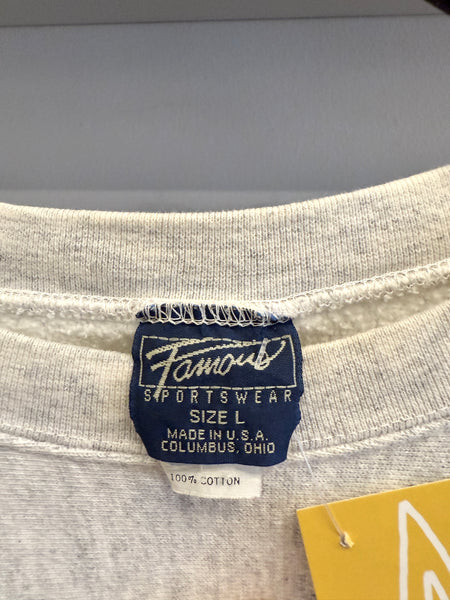 Famous
SPORTSWEAR
SIZE L
MADE IN U.S.A.
COLUMBUS, OHIO
100% COTTON